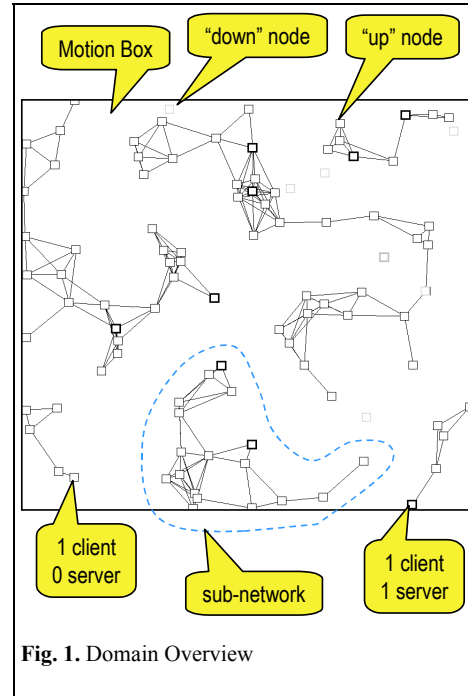 Motion Box
“down” node
“up” node
1 client
0 server
sub-network
1 client
1 server
Fig. 1. Domain Overview